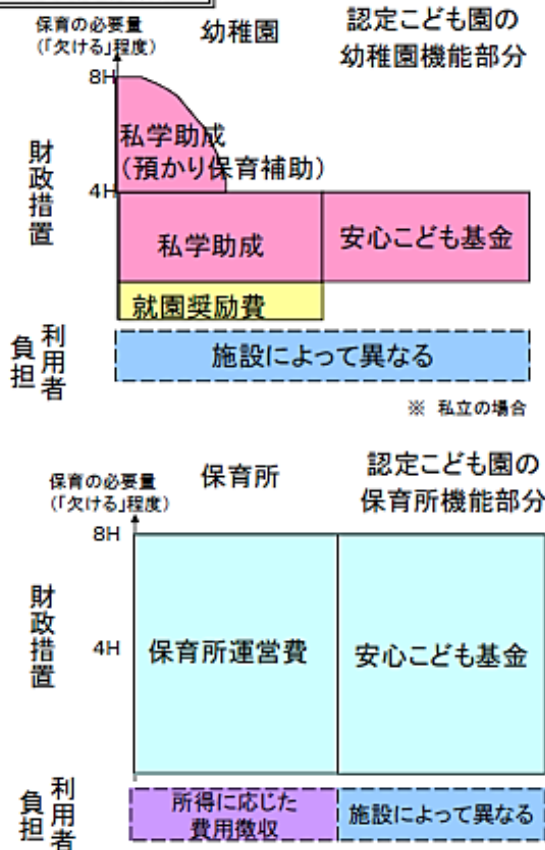 保育の必要量
(「欠ける」程度)
幼稚園
認定こども園の
幼稚園機能部分
8H
私学助成
(預かり保育補助)
財政措置
4H
私学助成
安心こども基金
就園奨励費
利用者
負担
施設によって異なる
※ 私立の場合
保育の必要量
(「欠ける」程度)
保育所
認定こども園の
保育所機能部分
8H
財政措置
4H
保育所運営費
安心こども基金
利用者
負担
所得に応じた
費用徴収
施設によって異なる